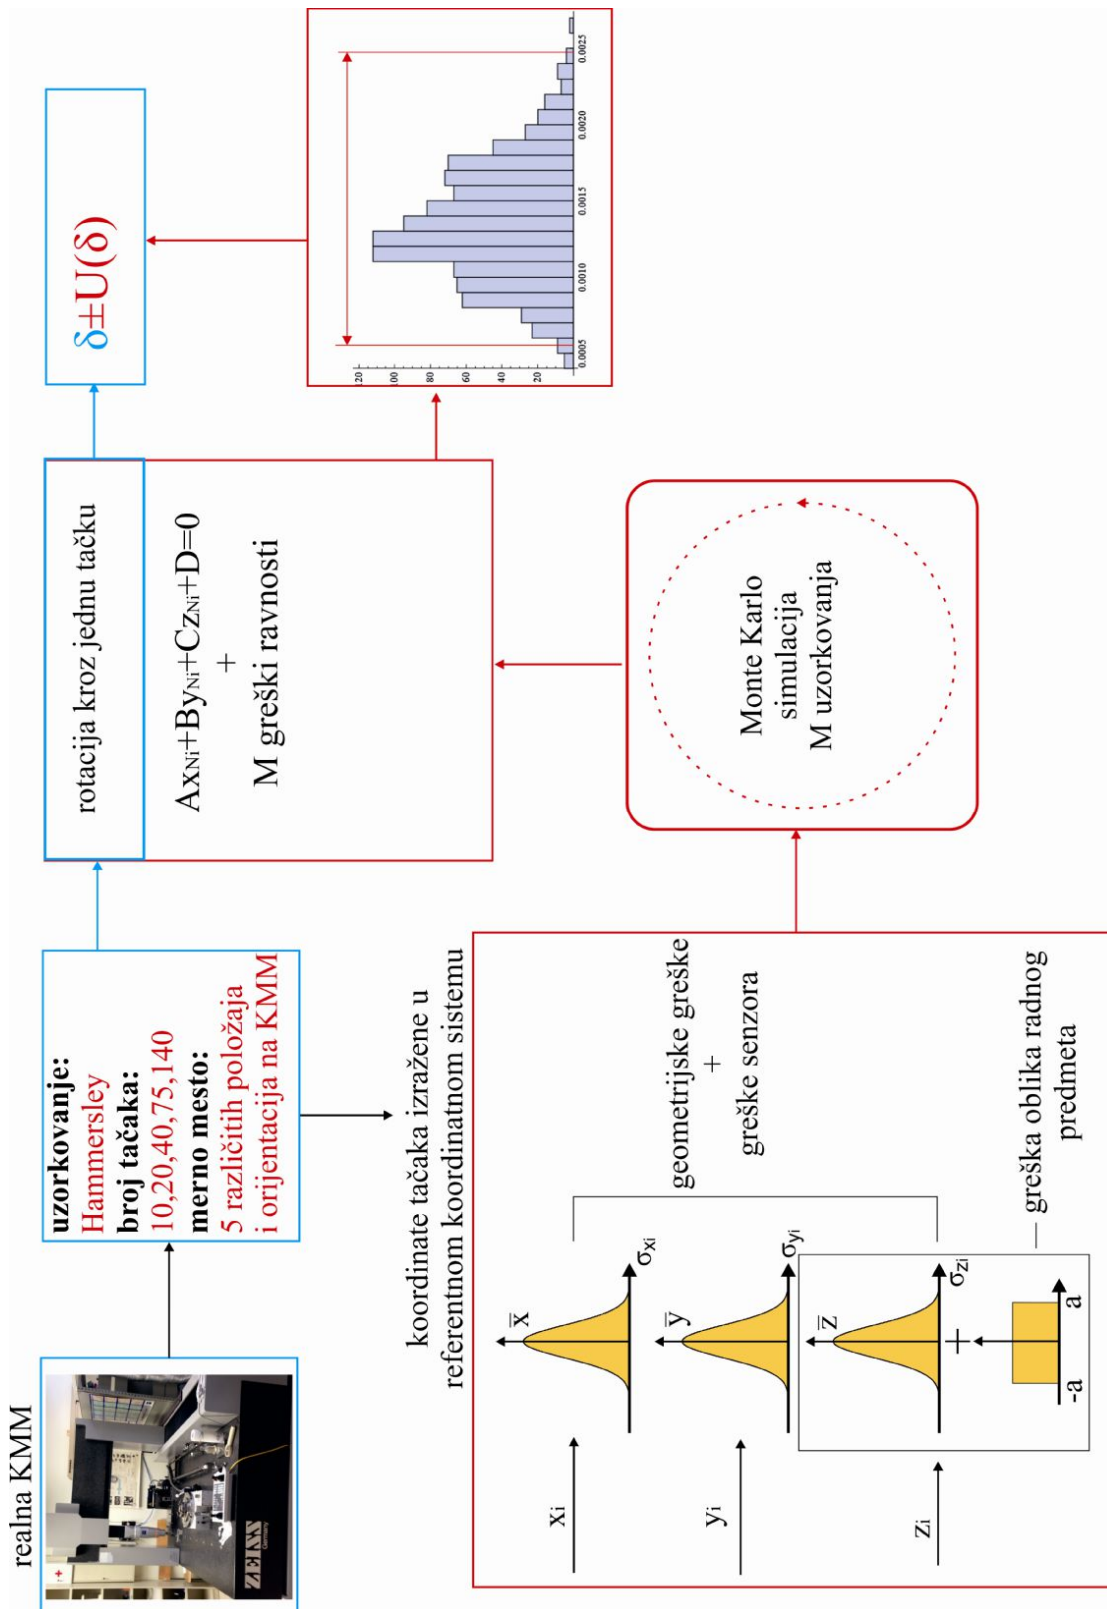 realna KMM
uzorkovanje:
Hammersley
broj tačaka:
10,20,40,75,140
merno mesto:
5 različitih položaja
i orijentacija na KMM
rotacija kroz jednu tačku
AxNi+ByNi+CzNi+D=0
+
M greški ravnosti
δ±U(δ)
120
100
80
60
40
20
0.0005
0.0010
0.0015
0.0020
0.0025
koordinate tačaka izražene u
referentnom koordinatnom sistemu
xi
x̄
σxi
yi
ȳ
σyi
zi
z̄
σzi
+
-a
a
geometrijske greške
+
greške senzora
greška oblika radnog
predmeta
Monte Karlo
simulacija
M uzorkovanja